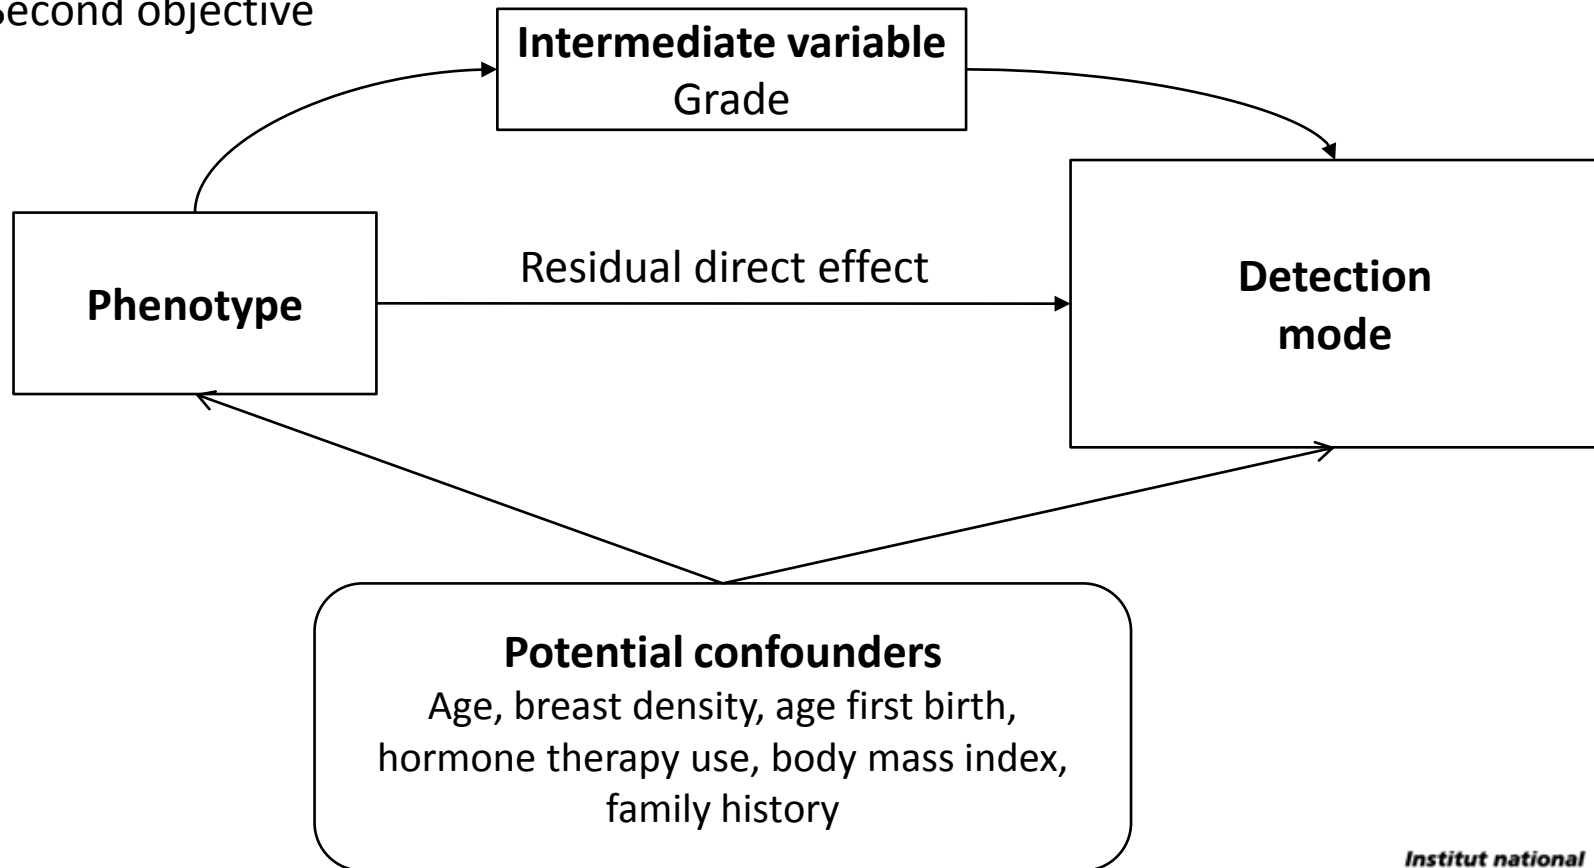 Second objective
Intermediate variable
Grade
Residual direct effect
Phenotype
Detection
mode
Potential confounders
Age, breast density, age first birth,
hormone therapy use, body mass index,
family history
Institut national